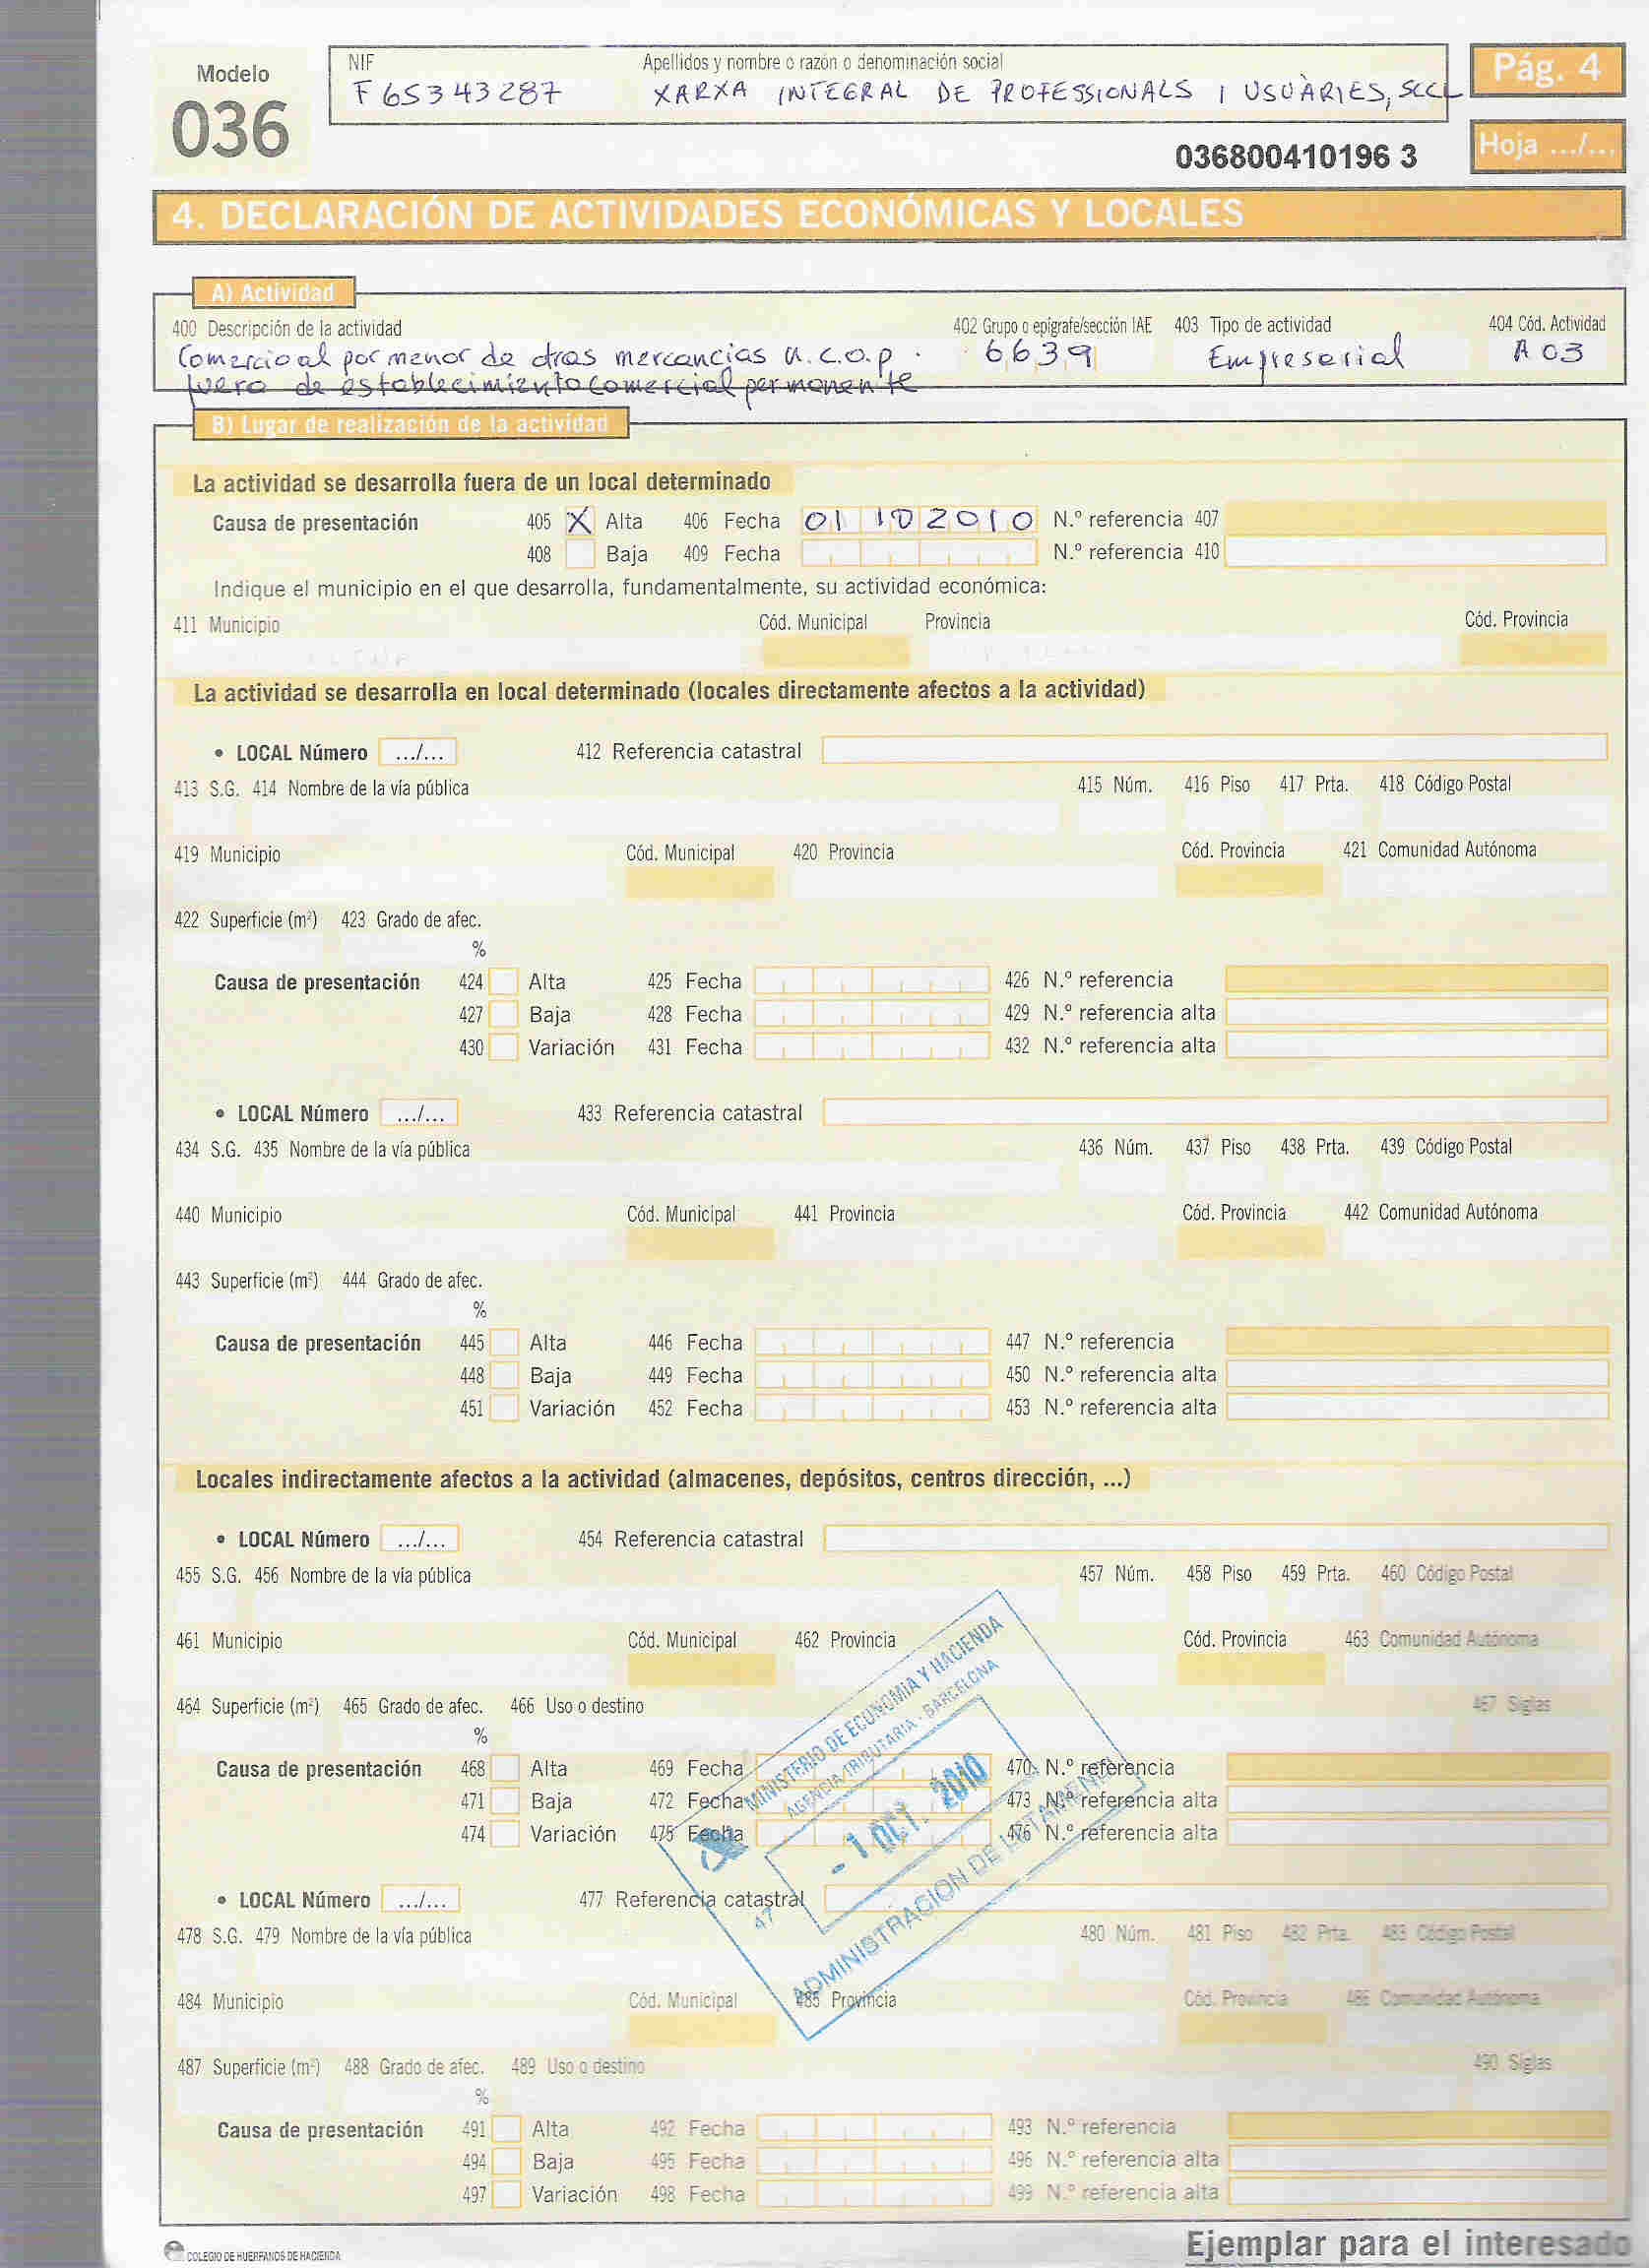 Modelo
036
NIF
F65343287
Apellidos y nombre o razón o denominación social
XARXA INTEGRAL DE PROFESSIONALS I USUÀRIES, SCCL
Pág. 4
036800410196 3
Hoja .../...
4. DECLARACIÓN DE ACTIVIDADES ECONÓMICAS Y LOCALES
A) Actividad
400 Descripción de la actividad 402 Grupo o epígrafe/sección IAE 403 Tipo de actividad 404 Cód. Actividad
Comercio al por menor de otras mercancias n.c.o.p. 6639 Empresarial A03
fuera de establecimiento comercial permanente
B) Lugar de realización de la actividad
La actividad se desarrolla fuera de un local determinado
Causa de presentación 405 X Alta 406 Fecha 01 10 2010 N.º referencia 407
408 Baja 409 Fecha N.º referencia 410
Indique el municipio en el que desarrolla, fundamentalmente, su actividad económica:
411 Municipio Cód. Municipal Provincia Cód. Provincia
La actividad se desarrolla en local determinado (locales directamente afectos a la actividad)
• LOCAL Número .../... 412 Referencia catastral
413 S.G. 414 Nombre de la vía pública 415 Núm. 416 Piso 417 Prta. 418 Código Postal
419 Municipio Cód. Municipal 420 Provincia Cód. Provincia 421 Comunidad Autónoma
422 Superficie (m²) 423 Grado de afec.
%
Causa de presentación 424 Alta 425 Fecha 426 N.º referencia
427 Baja 428 Fecha 429 N.º referencia alta
430 Variación 431 Fecha 432 N.º referencia alta
• LOCAL Número .../... 433 Referencia catastral
434 S.G. 435 Nombre de la vía pública 436 Núm. 437 Piso 438 Prta. 439 Código Postal
440 Municipio Cód. Municipal 441 Provincia Cód. Provincia 442 Comunidad Autónoma
443 Superficie (m²) 444 Grado de afec.
%
Causa de presentación 445 Alta 446 Fecha 447 N.º referencia
448 Baja 449 Fecha 450 N.º referencia alta
451 Variación 452 Fecha 453 N.º referencia alta
Locales indirectamente afectos a la actividad (almacenes, depósitos, centros dirección, ...)
• LOCAL Número .../... 454 Referencia catastral
455 S.G. 456 Nombre de la vía pública 457 Núm. 458 Piso 459 Prta. 460 Código Postal
461 Municipio Cód. Municipal 462 Provincia Cód. Provincia 463 Comunidad Autónoma
464 Superficie (m²) 465 Grado de afec. 466 Uso o destino 467 Siglas
%
Causa de presentación 468 Alta 469 Fecha 470 N.º referencia
471 Baja 472 Fecha 473 N.º referencia alta
474 Variación 475 Fecha 476 N.º referencia alta
MINISTERIO DE ECONOMIA Y HACIENDA
AGENCIA TRIBUTARIA - BARCELONA
- 1 OCT. 2010
47
ADMINISTRACION DE
• LOCAL Número .../... 477 Referencia catastral
478 S.G. 479 Nombre de la vía pública 480 Núm. 481 Piso 482 Prta. 483 Código Postal
484 Municipio Cód. Municipal 485 Provincia Cód. Provincia 486 Comunidad Autónoma
487 Superficie (m²) 488 Grado de afec. 489 Uso o destino 490 Siglas
%
Causa de presentación 491 Alta 492 Fecha 493 N.º referencia
494 Baja 495 Fecha 496 N.º referencia alta
497 Variación 498 Fecha 499 N.º referencia alta
COLEGIO DE HUERFANOS DE HACIENDA
Ejemplar para el interesado